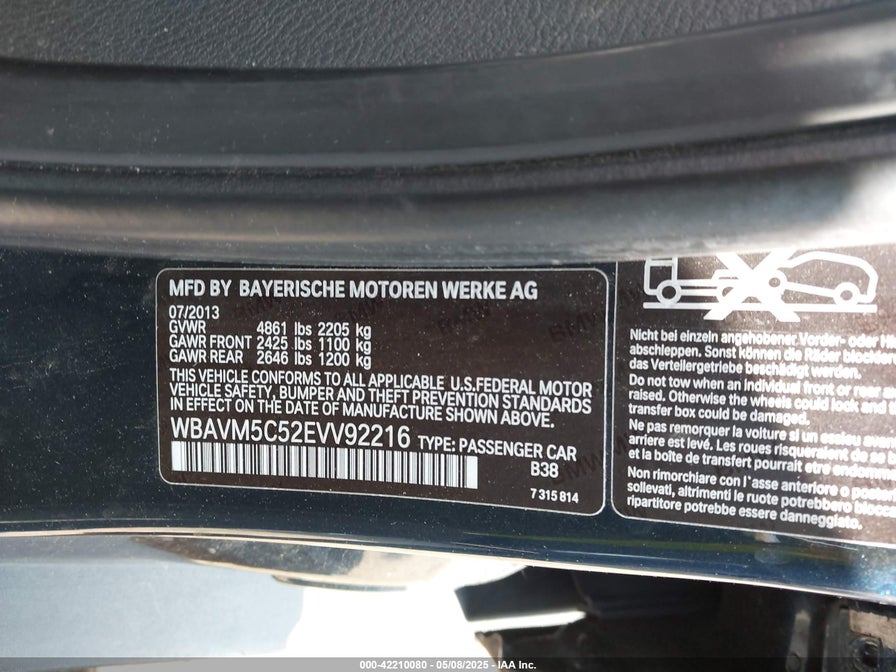 MFD BY BAYERISCHE MOTOREN WERKE AG
07/2013
GVWR 4861 lbs 2205 kg
GAWR FRONT 2425 lbs 1100 kg
GAWR REAR 2646 lbs 1200 kg
THIS VEHICLE CONFORMS TO ALL APPLICABLE U.S.FEDERAL MOTOR
VEHICLE SAFETY, BUMPER AND THEFT PREVENTION STANDARDS
IN EFFECT ON THE DATE OF MANUFACTURE SHOWN ABOVE.
WBAVM5C52EVV92216 TYPE: PASSENGER CAR
B38
7 315 814
Nicht bei einzeln angehobener Vorder- oder
abschleppen. Sonst können die Räder
das Verteilergetriebe beschädigt werden.
Do not tow when an individual front or rear
raised. Otherwise the wheels could lock and
transfer box could be damaged.
Ne pas remorquer la voiture si un essieu
arriere est levé. Les roues risqueraient de se
et la boîte de transfert pourrait etre
Non rimorchiare con l`asse anteriore o
sollevati, altrimenti le ruote potrebbero
ripartitore potrebbe essere danneggiato.
000-42210080 - 05/08/2025 - IAA Inc.